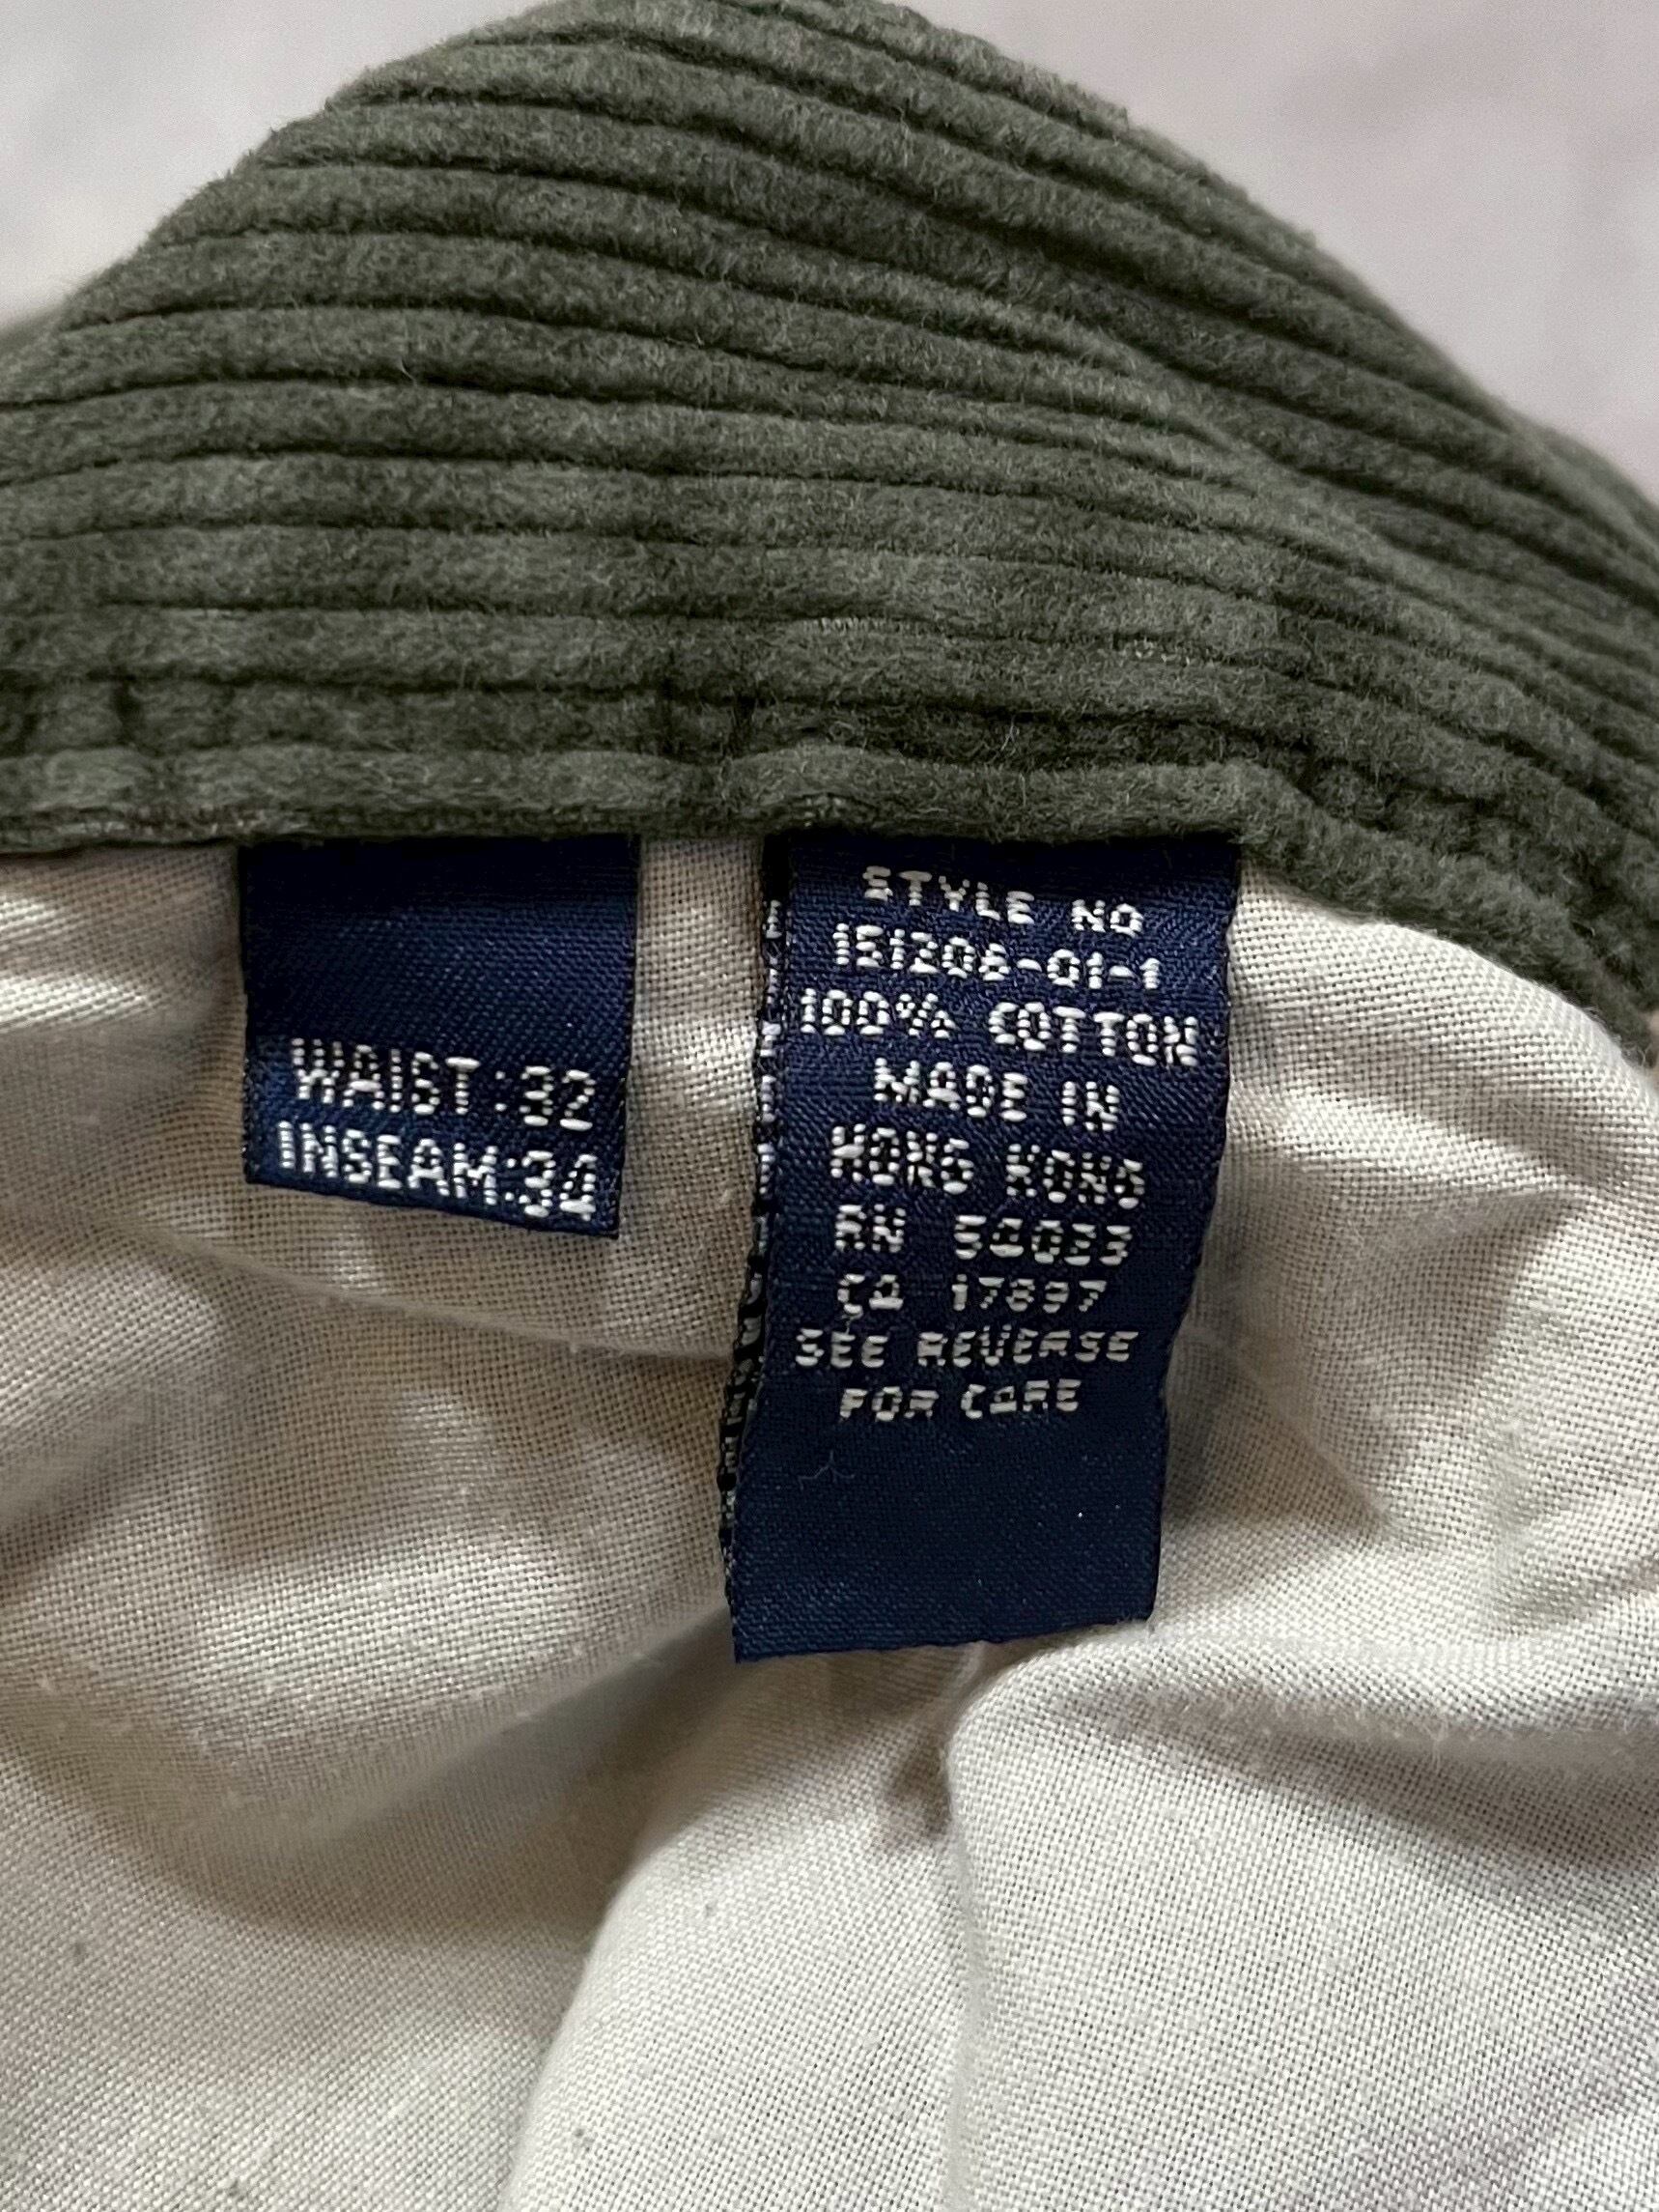 WAIST:32
INSEAM:34
STYLE NO
151206-01-1
100% COTTON
MADE IN
HONG KONG
RN 54023
CA 17897
SEE REVERSE
FOR CARE